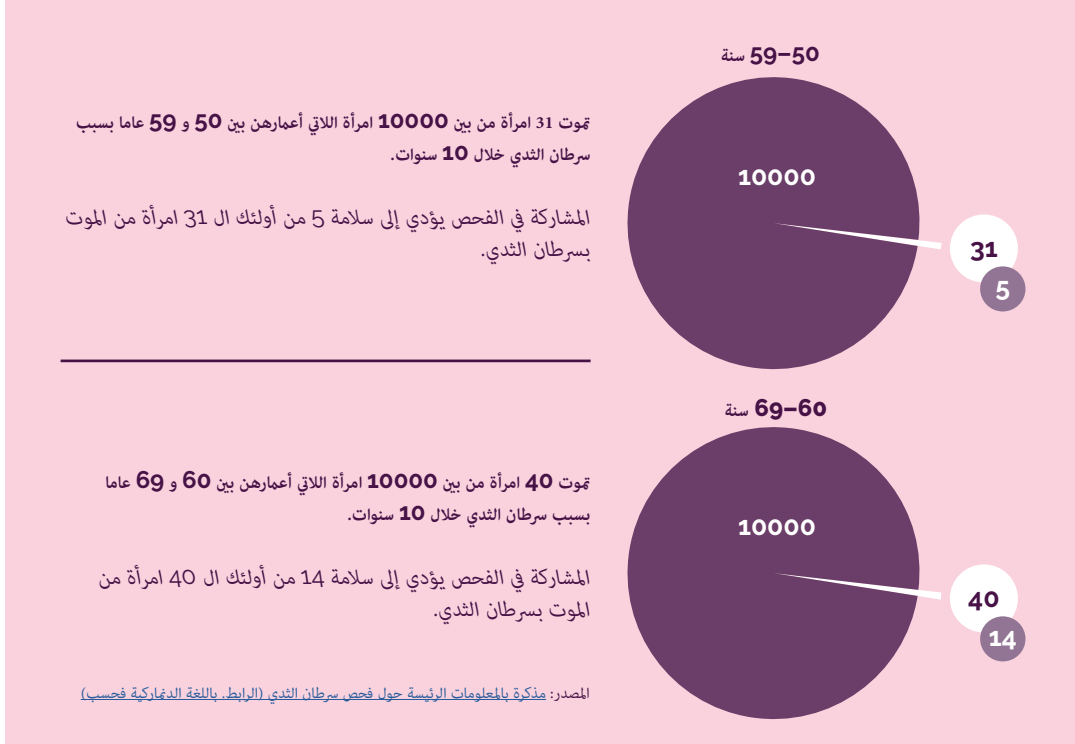 50–59 سنة
تموت 31 امرأة من بين 10000 امرأة اللاتي أعمارهن بين 50 و 59 عاما بسبب
سرطان الثدي خلال 10 سنوات.
المشاركة في الفحص يؤدي إلى سلامة 5 من أولئك ال 31 امرأة من الموت
بسرطان الثدي.
10000
31
5
60–69 سنة
تموت 40 امرأة من بين 10000 امرأة اللاتي أعمارهن بين 60 و 69 عاما
بسبب سرطان الثدي خلال 10 سنوات.
المشاركة في الفحص يؤدي إلى سلامة 14 من أولئك ال 40 امرأة من
الموت بسرطان الثدي.
10000
40
14
المصدر: مذكرة بالمعلومات الرئيسة حول فحص سرطان الثدي (الرابط. باللغة الدنماركية فحسب)